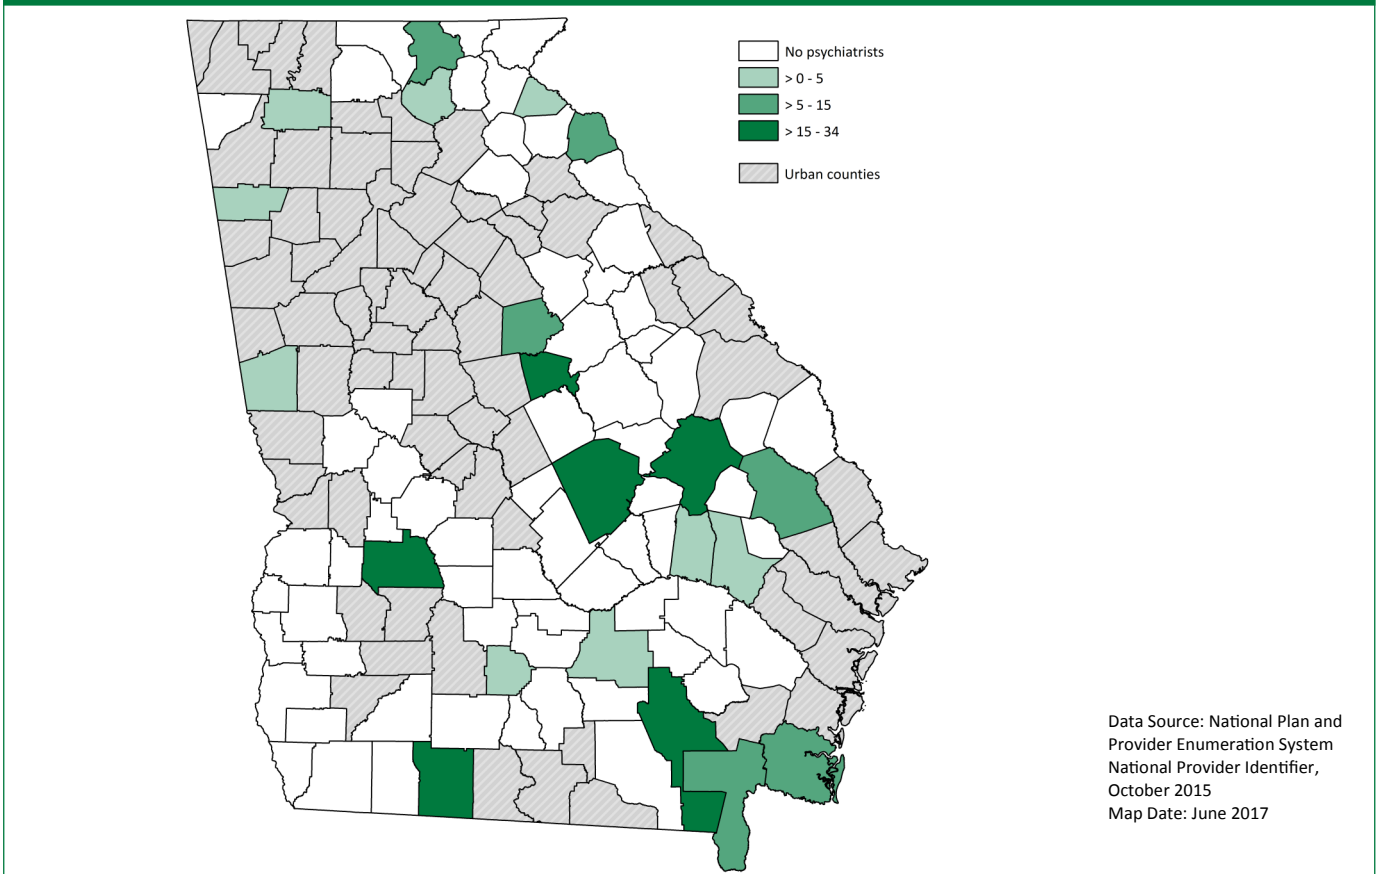 No psychiatrists
> 0 - 5
> 5 - 15
> 15 - 34
Urban counties
Data Source: National Plan and
Provider Enumeration System
National Provider Identifier,
October 2015
Map Date: June 2017